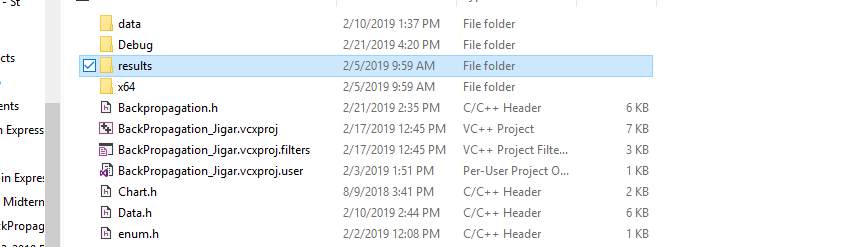 - St
data 2/10/2019 1:37 PM File folder
Debug 2/21/2019 4:20 PM File folder
cts results 2/5/2019 9:59 AM File folder
x64 2/5/2019 9:59 AM File folder
ents Backpropagation.h 2/21/2019 2:35 PM C/C++ Header 6 KB
n Express BackPropagation_Jigar.vcxproj 2/17/2019 12:45 PM VC++ Project 7 KB
BackPropagation_Jigar.vcxproj.filters 2/17/2019 12:45 PM VC++ Project Filte... 3 KB
in Expres BackPropagation_Jigar.vcxproj.user 2/3/2019 1:51 PM Per-User Project O... 1 KB
Midtern Chart.h 8/9/2018 3:41 PM C/C++ Header 2 KB
ckPropag Data.h 2/10/2019 2:44 PM C/C++ Header 6 KB
enum.h 2/2/2019 12:08 PM C/C++ Header 1 KB